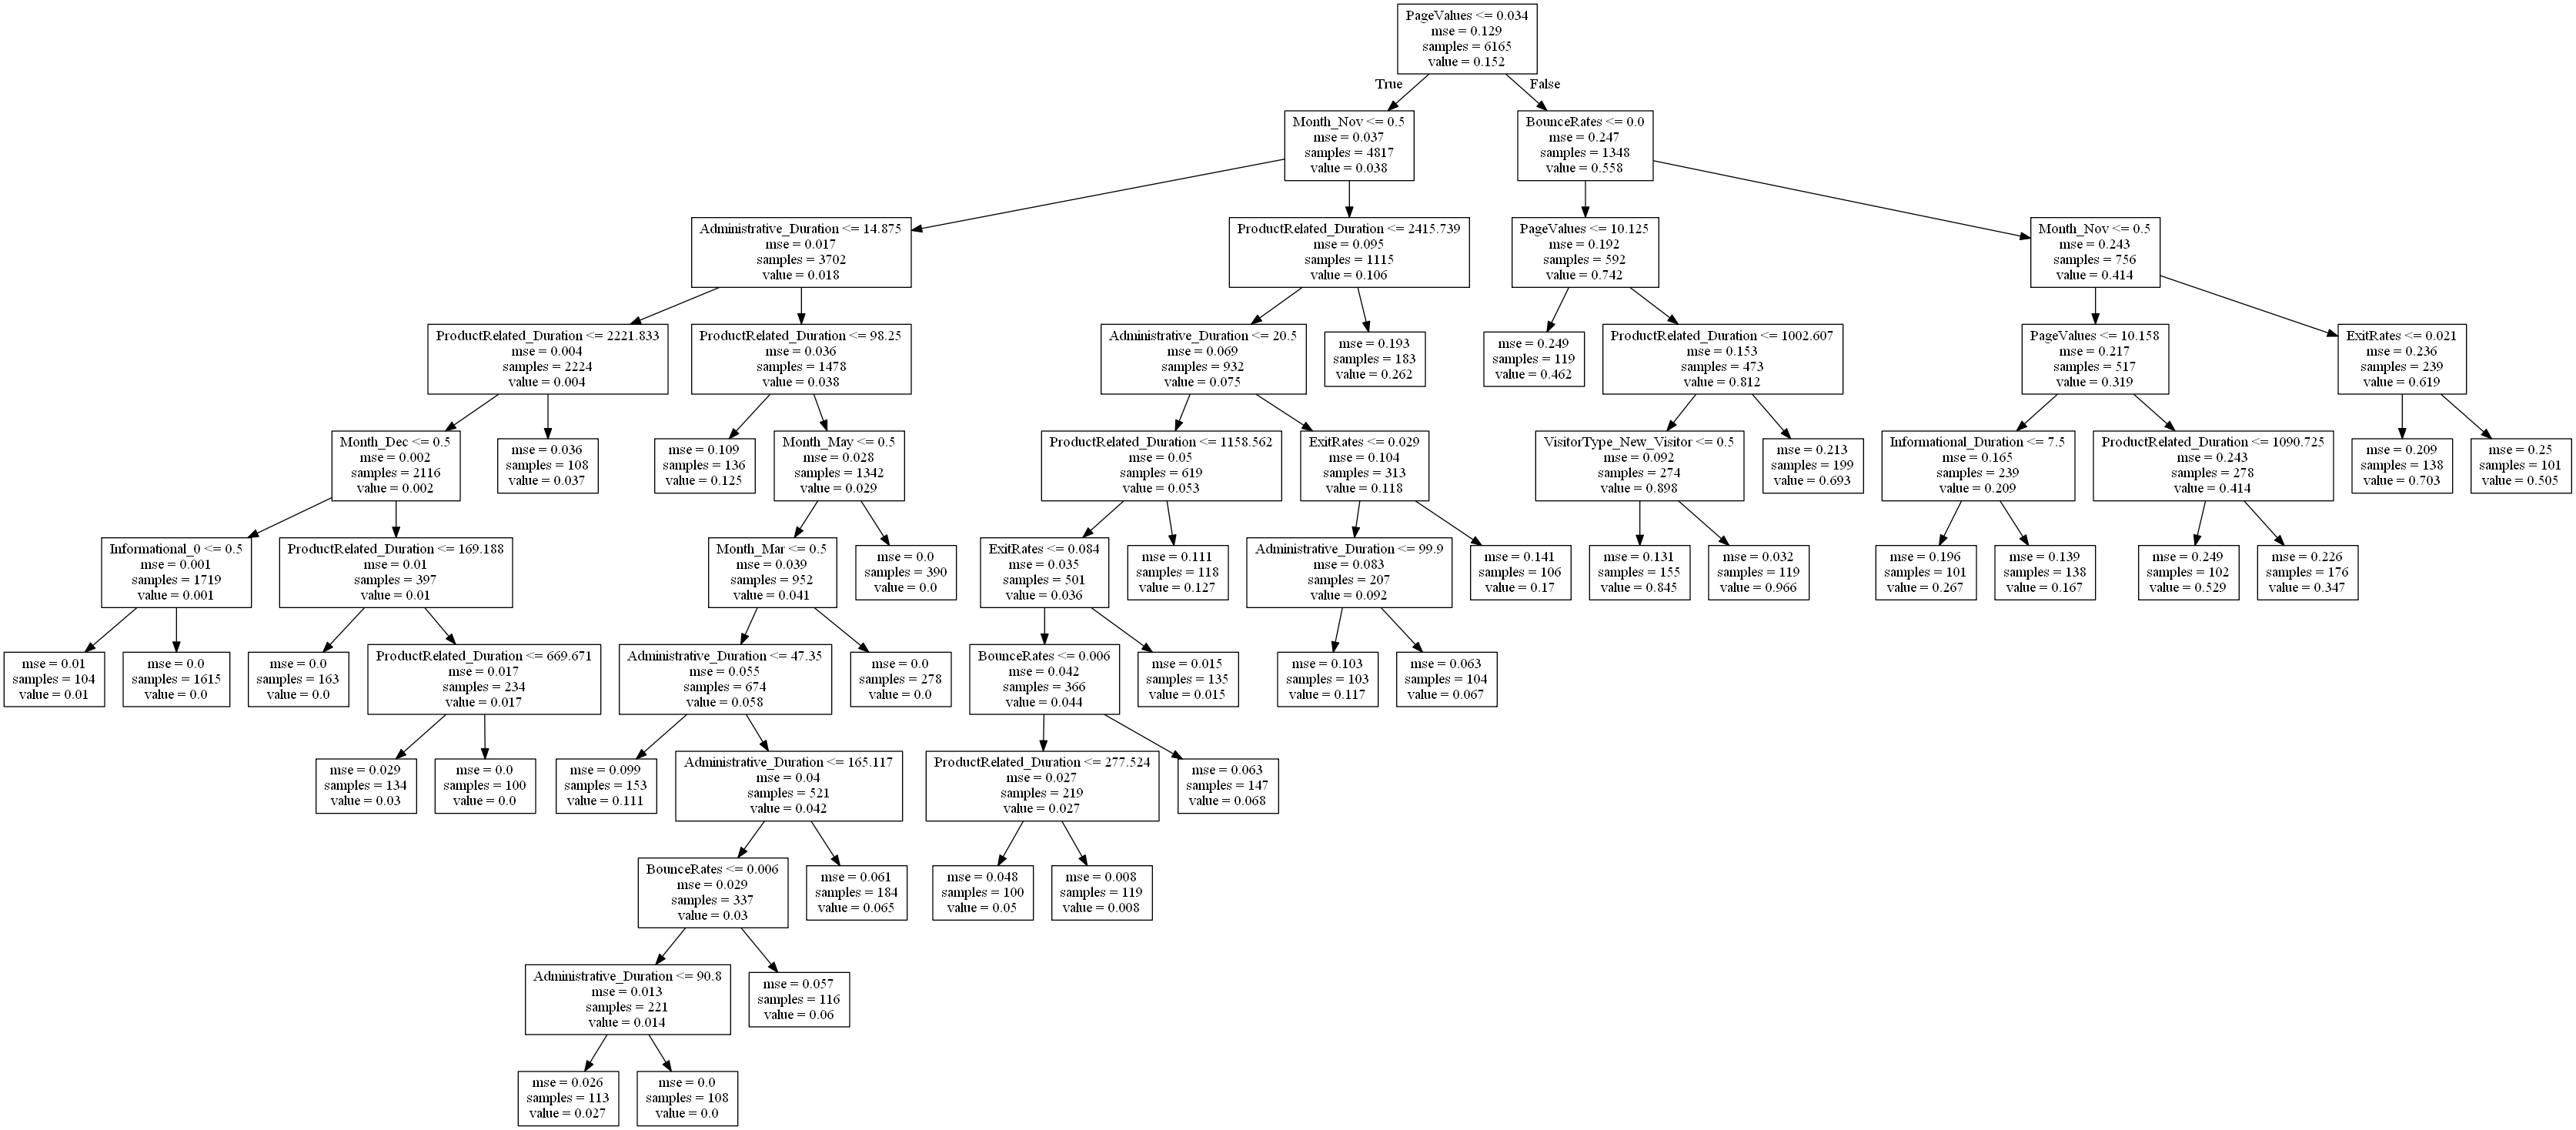 PageValues <= 0.034
mse = 0.129
samples = 6165
value = 0.152
True
False
Month_Nov <= 0.5
mse = 0.037
samples = 4817
value = 0.038
BounceRates <= 0.0
mse = 0.247
samples = 1348
value = 0.558
Administrative_Duration <= 14.875
mse = 0.017
samples = 3702
value = 0.018
ProductRelated_Duration <= 2415.739
mse = 0.095
samples = 1115
value = 0.106
PageValues <= 10.125
mse = 0.192
samples = 592
value = 0.742
Month_Nov <= 0.5
mse = 0.243
samples = 756
value = 0.414
ProductRelated_Duration <= 2221.833
mse = 0.004
samples = 2224
value = 0.004
ProductRelated_Duration <= 98.25
mse = 0.036
samples = 1478
value = 0.038
Administrative_Duration <= 20.5
mse = 0.069
samples = 932
value = 0.075
mse = 0.193
samples = 183
value = 0.262
mse = 0.249
samples = 119
value = 0.462
ProductRelated_Duration <= 1002.607
mse = 0.153
samples = 473
value = 0.812
PageValues <= 10.158
mse = 0.217
samples = 517
value = 0.319
ExitRates <= 0.021
mse = 0.236
samples = 239
value = 0.619
Month_Dec <= 0.5
mse = 0.002
samples = 2116
value = 0.002
mse = 0.036
samples = 108
value = 0.037
mse = 0.109
samples = 136
value = 0.125
Month_May <= 0.5
mse = 0.028
samples = 1342
value = 0.029
ProductRelated_Duration <= 1158.562
mse = 0.05
samples = 619
value = 0.053
ExitRates <= 0.029
mse = 0.104
samples = 313
value = 0.118
VisitorType_New_Visitor <= 0.5
mse = 0.092
samples = 274
value = 0.898
mse = 0.213
samples = 199
value = 0.693
Informational_Duration <= 7.5
mse = 0.165
samples = 239
value = 0.209
ProductRelated_Duration <= 1090.725
mse = 0.243
samples = 278
value = 0.414
mse = 0.209
samples = 138
value = 0.703
mse = 0.25
samples = 101
value = 0.505
Informational_0 <= 0.5
mse = 0.001
samples = 1719
value = 0.001
ProductRelated_Duration <= 169.188
mse = 0.01
samples = 397
value = 0.01
Month_Mar <= 0.5
mse = 0.039
samples = 952
value = 0.041
mse = 0.0
samples = 390
value = 0.0
ExitRates <= 0.084
mse = 0.035
samples = 501
value = 0.036
mse = 0.111
samples = 118
value = 0.127
Administrative_Duration <= 99.9
mse = 0.083
samples = 207
value = 0.092
mse = 0.141
samples = 106
value = 0.17
mse = 0.131
samples = 155
value = 0.845
mse = 0.032
samples = 119
value = 0.966
mse = 0.196
samples = 101
value = 0.267
mse = 0.139
samples = 138
value = 0.167
mse = 0.249
samples = 102
value = 0.529
mse = 0.226
samples = 176
value = 0.347
mse = 0.01
samples = 104
value = 0.01
mse = 0.0
samples = 1615
value = 0.0
mse = 0.0
samples = 163
value = 0.0
ProductRelated_Duration <= 669.671
mse = 0.017
samples = 234
value = 0.017
Administrative_Duration <= 47.35
mse = 0.055
samples = 674
value = 0.058
mse = 0.0
samples = 278
value = 0.0
BounceRates <= 0.006
mse = 0.042
samples = 366
value = 0.044
mse = 0.015
samples = 135
value = 0.015
mse = 0.103
samples = 103
value = 0.117
mse = 0.063
samples = 104
value = 0.067
mse = 0.029
samples = 134
value = 0.03
mse = 0.0
samples = 100
value = 0.0
mse = 0.099
samples = 153
value = 0.111
Administrative_Duration <= 165.117
mse = 0.04
samples = 521
value = 0.042
ProductRelated_Duration <= 277.524
mse = 0.027
samples = 219
value = 0.027
mse = 0.063
samples = 147
value = 0.068
BounceRates <= 0.006
mse = 0.029
samples = 337
value = 0.03
mse = 0.061
samples = 184
value = 0.065
mse = 0.048
samples = 100
value = 0.05
mse = 0.008
samples = 119
value = 0.008
Administrative_Duration <= 90.8
mse = 0.013
samples = 221
value = 0.014
mse = 0.057
samples = 116
value = 0.06
mse = 0.026
samples = 113
value = 0.027
mse = 0.0
samples = 108
value = 0.0